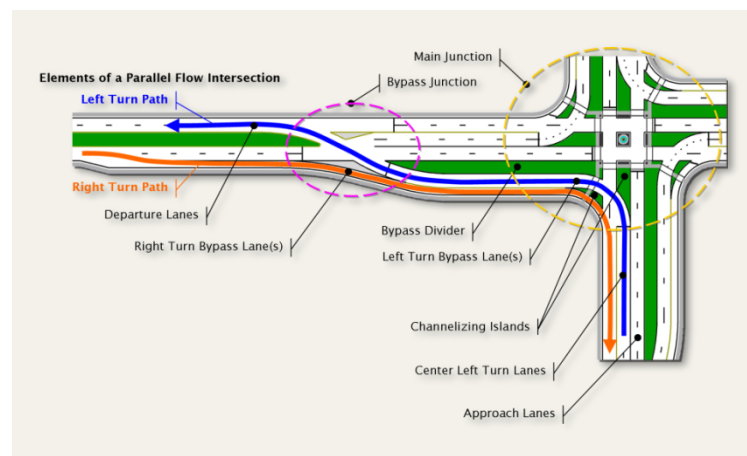 Main Junction
Elements of a Parallel Flow Intersection
Bypass Junction
Left Turn Path
Right Turn Path
Departure Lanes
Right Turn Bypass Lane(s)
Bypass Divider
Left Turn Bypass Lane(s)
Channelizing Islands
Center Left Turn Lanes
Approach Lanes